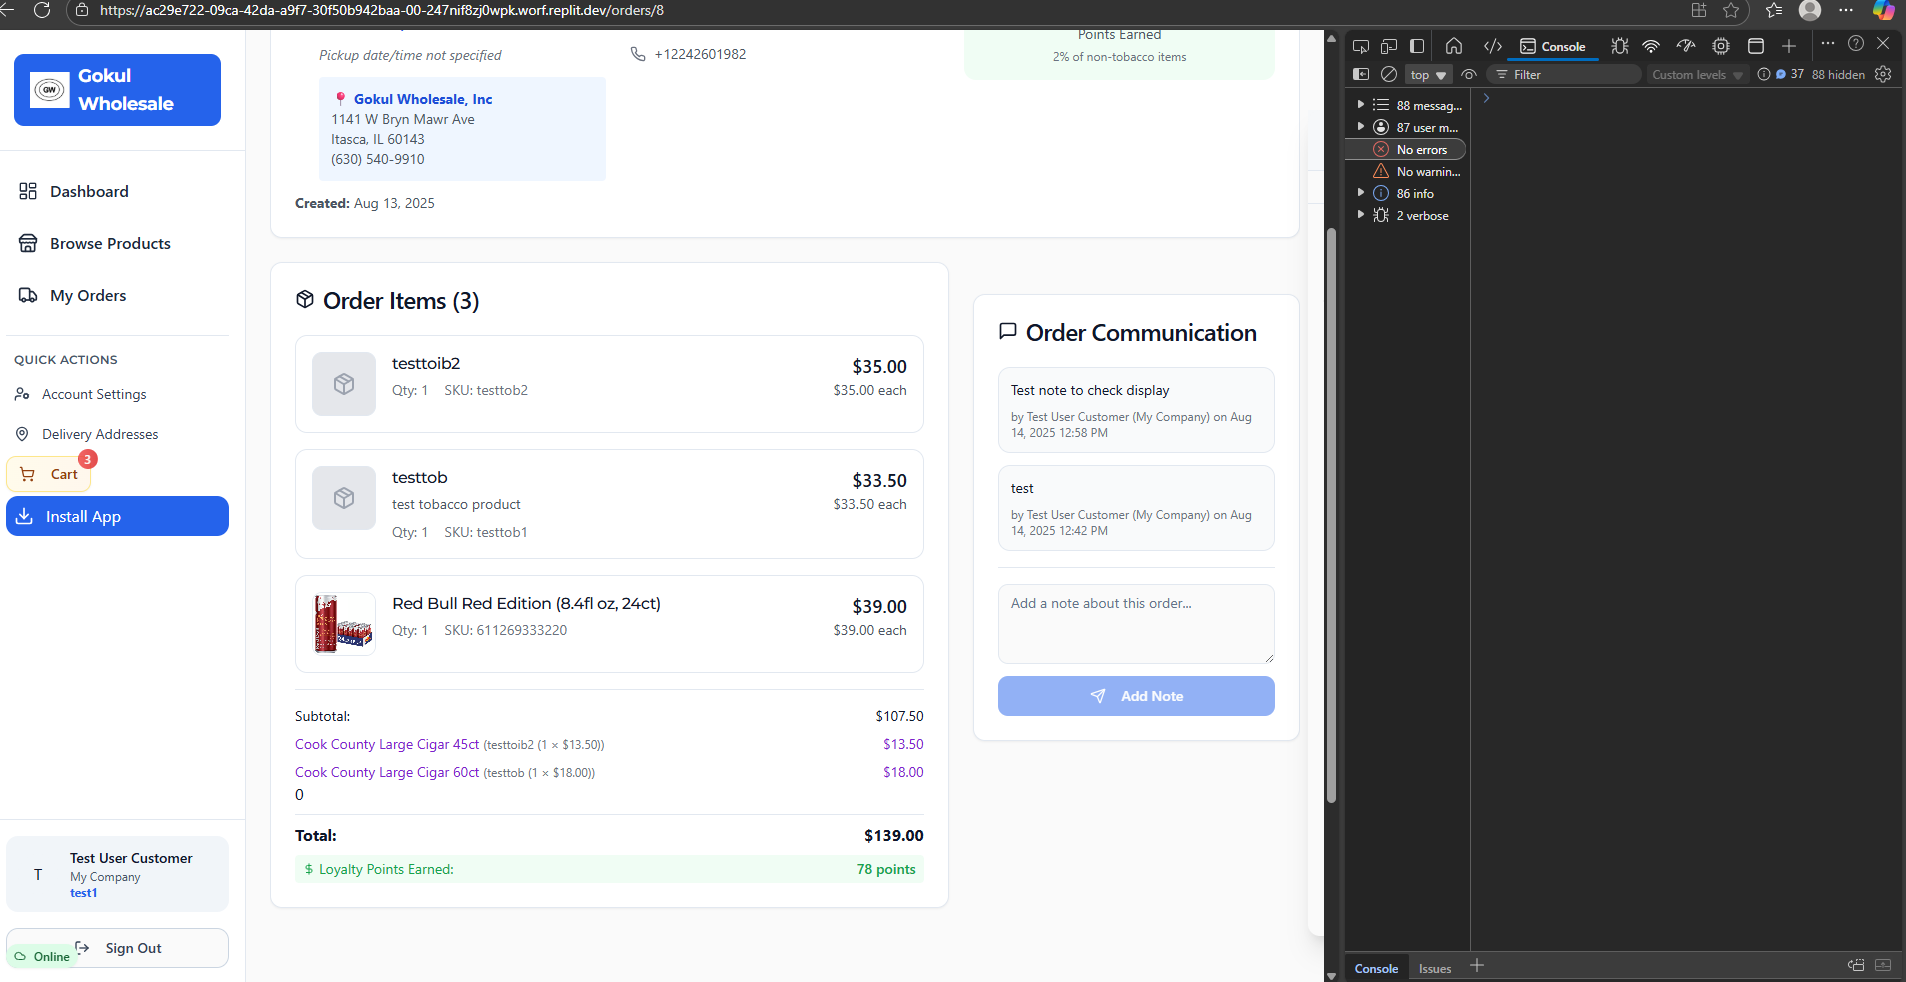 https://ac29e722-09ca-42da-a9f7-30f50b942baa-00-247nif8zj0wpk.worf.replit.dev/orders/8
Gokul
Wholesale
GW
Dashboard
Browse Products
My Orders
QUICK ACTIONS
Account Settings
Delivery Addresses
Cart
3
Install App
T
Test User Customer
My Company
test1
Sign Out
Online
Pickup date/time not specified
📍 Gokul Wholesale, Inc
1141 W Bryn Mawr Ave
Itasca, IL 60143
(630) 540-9910
Created: Aug 13, 2025
+12242601982
Points Earned
2% of non-tobacco items
Order Items (3)
testtoib2
Qty: 1 SKU: testtob2
$35.00
$35.00 each
testtob
test tobacco product
Qty: 1 SKU: testtob1
$33.50
$33.50 each
Red Bull Red Edition (8.4fl oz, 24ct)
Qty: 1 SKU: 611269333220
$39.00
$39.00 each
Subtotal: $107.50
Cook County Large Cigar 45ct (testtoib2 (1 × $13.50)) $13.50
Cook County Large Cigar 60ct (testtob (1 × $18.00)) $18.00
0
Total: $139.00
$ Loyalty Points Earned: 78 points
Order Communication
Test note to check display
by Test User Customer (My Company) on Aug
14, 2025 12:58 PM
test
by Test User Customer (My Company) on Aug
14, 2025 12:42 PM
Add a note about this order...
Add Note
Console
top
Filter
Custom levels
37
88 hidden
88 messag...
87 user m...
No errors
No warnin...
86 info
2 verbose
Console
Issues